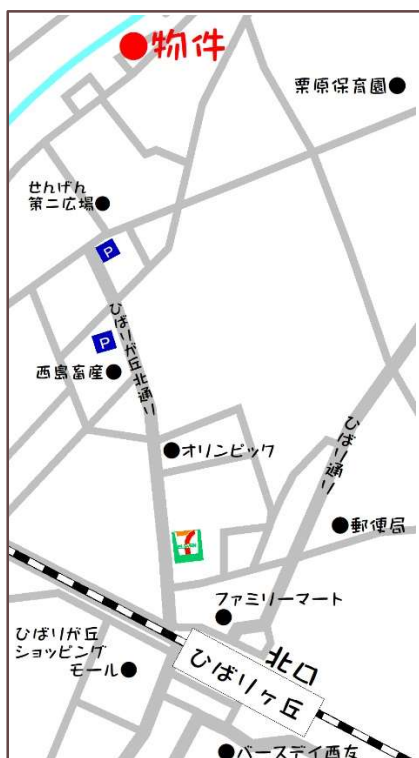 物件
栗原保育園
せんげん
第二広場
P
ひばりが丘北通り
P
西島畜産
ひばり通り
オリンピック
7
郵便局
ファミリーマート
ひばりが丘
ショッピング
モール
北口
ひばりヶ丘
バースデイ西友